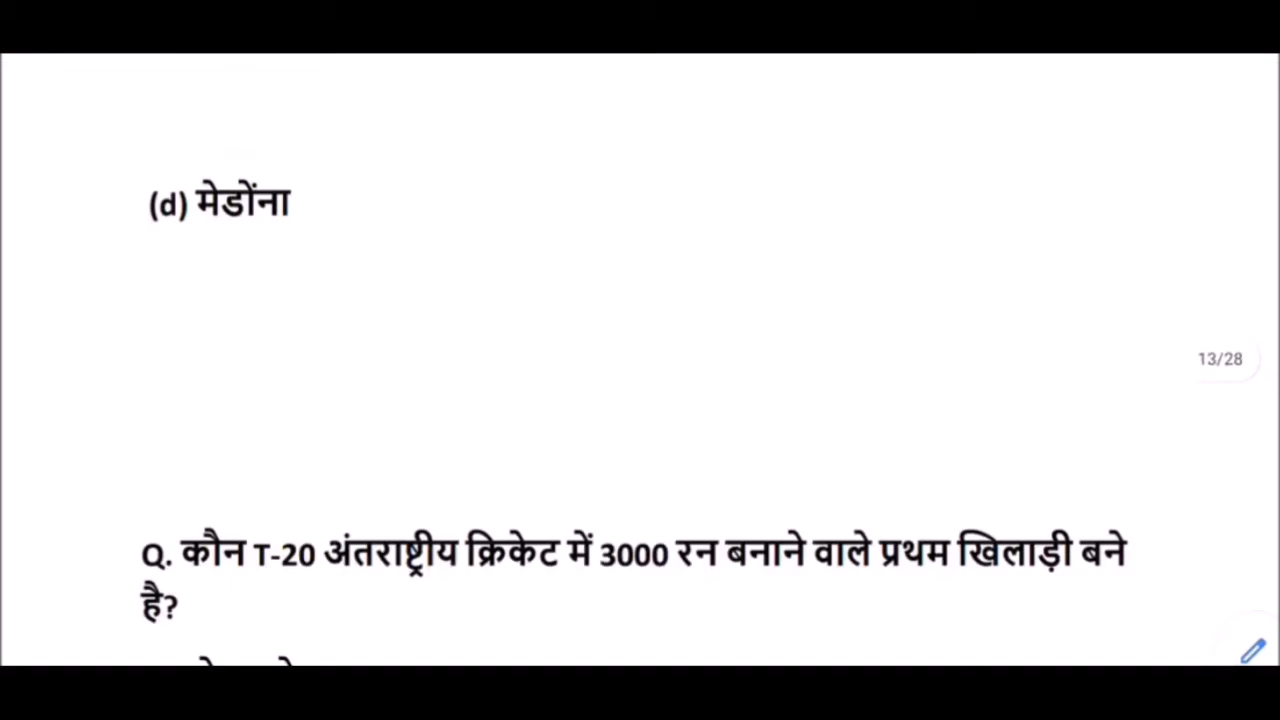 (d) मेडोंना
13/28
Q. कौन T-20 अंतराष्ट्रीय क्रिकेट में 3000 रन बनाने वाले प्रथम खिलाड़ी बने
है?